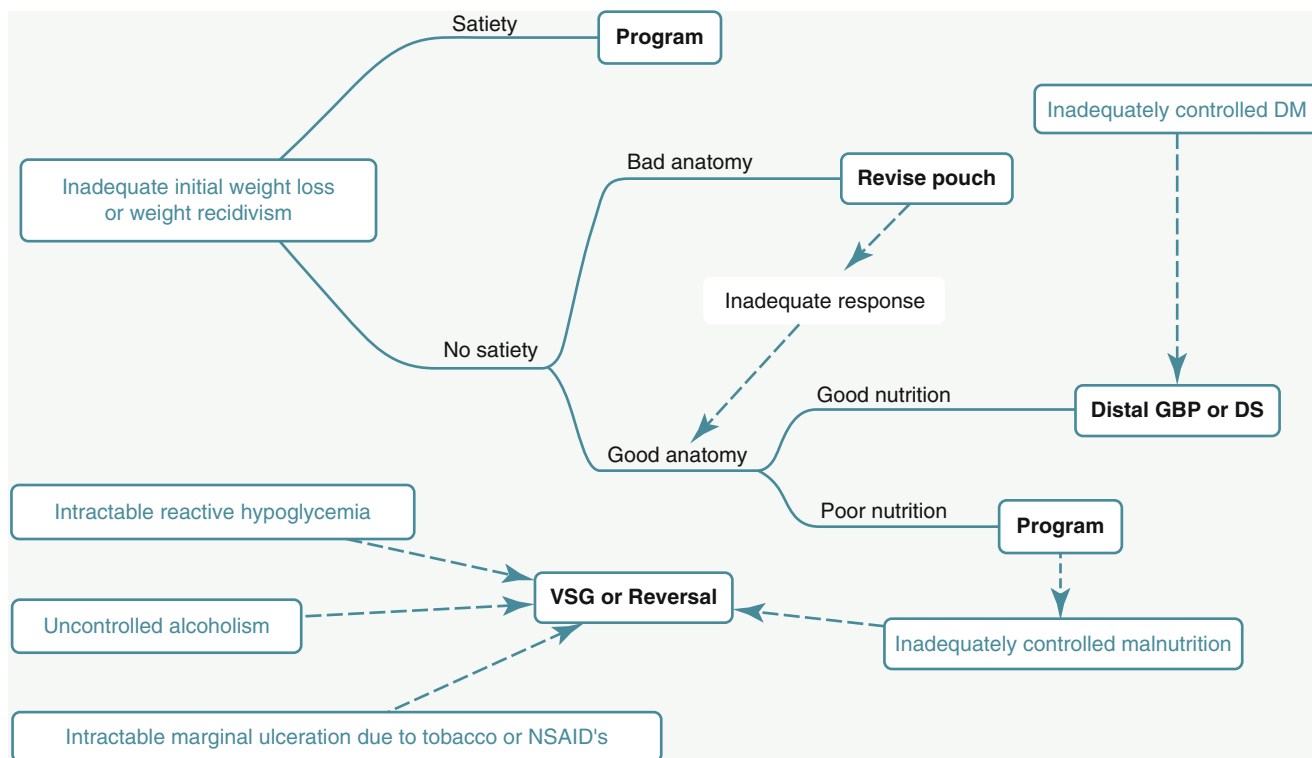 Satiety
Program
Inadequately controlled DM
Bad anatomy
Revise pouch
Inadequate initial weight loss
or weight recidivism
Inadequate response
No satiety
Good nutrition
Distal GBP or DS
Good anatomy
Intractable reactive hypoglycemia
Poor nutrition
Program
VSG or Reversal
Uncontrolled alcoholism
Inadequately controlled malnutrition
Intractable marginal ulceration due to tobacco or NSAID's